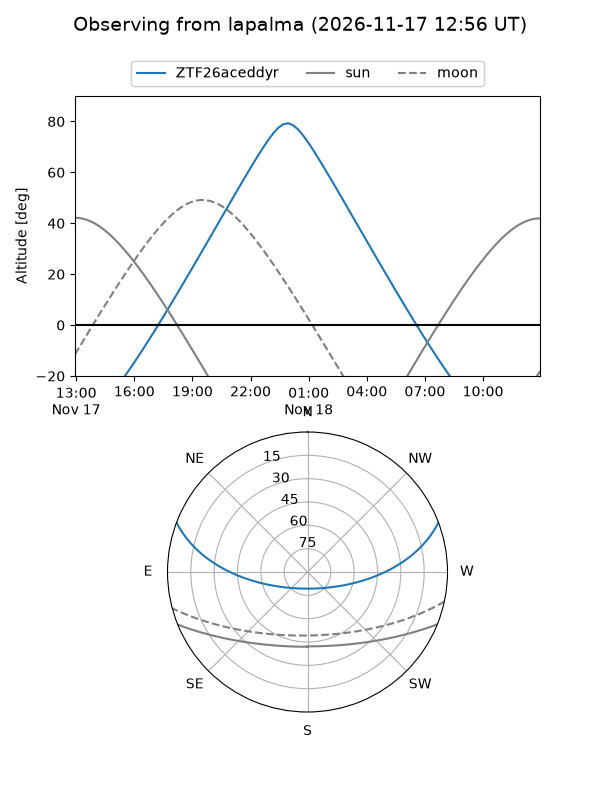 Observing from lapalma (2026-11-17 12:56 UT)
ZTF26aceddyr sun moon
Altitude [deg]
80
60
40
20
0
−20
13:00 16:00 19:00 22:00 01:00 04:00 07:00 10:00
Nov 17 Nov 18
N
NE NW
15
30
45
60
75
E W
SE SW
S